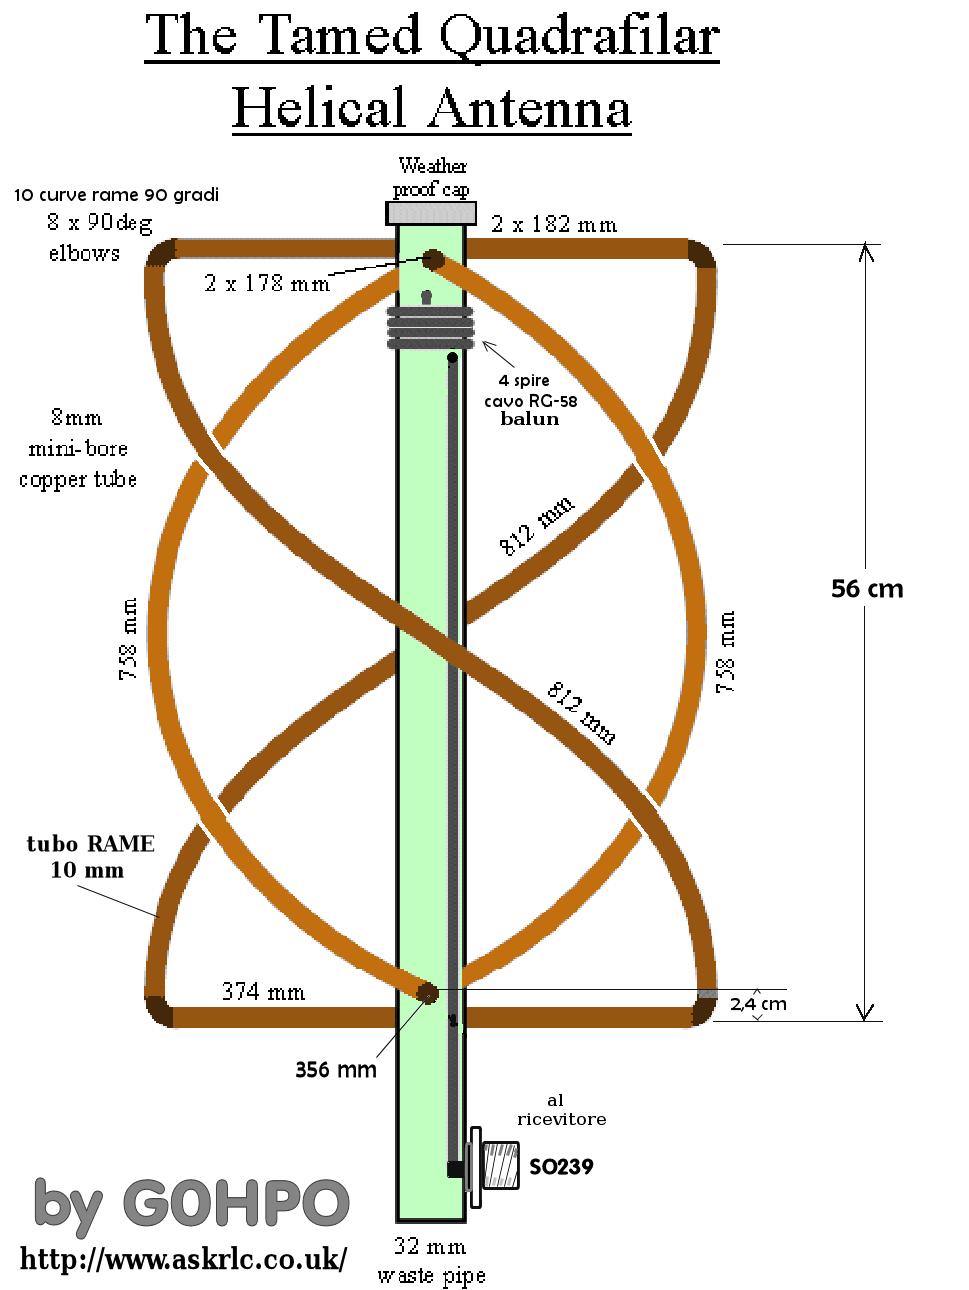 The Tamed Quadrafilar
Helical Antenna
Weather
proof cap
10 curve rame 90 gradi
8 x 90deg
elbows
2 x 182 mm
2 x 178 mm
4 spire
cavo RG-58
balun
8mm
mini-bore
copper tube
812 mm
56 cm
758 mm
758 mm
812 mm
tubo RAME
10 mm
374 mm
2,4 cm
356 mm
al
ricevitore
SO239
by G0HPO
http://www.askrlc.co.uk/
32 mm
waste pipe